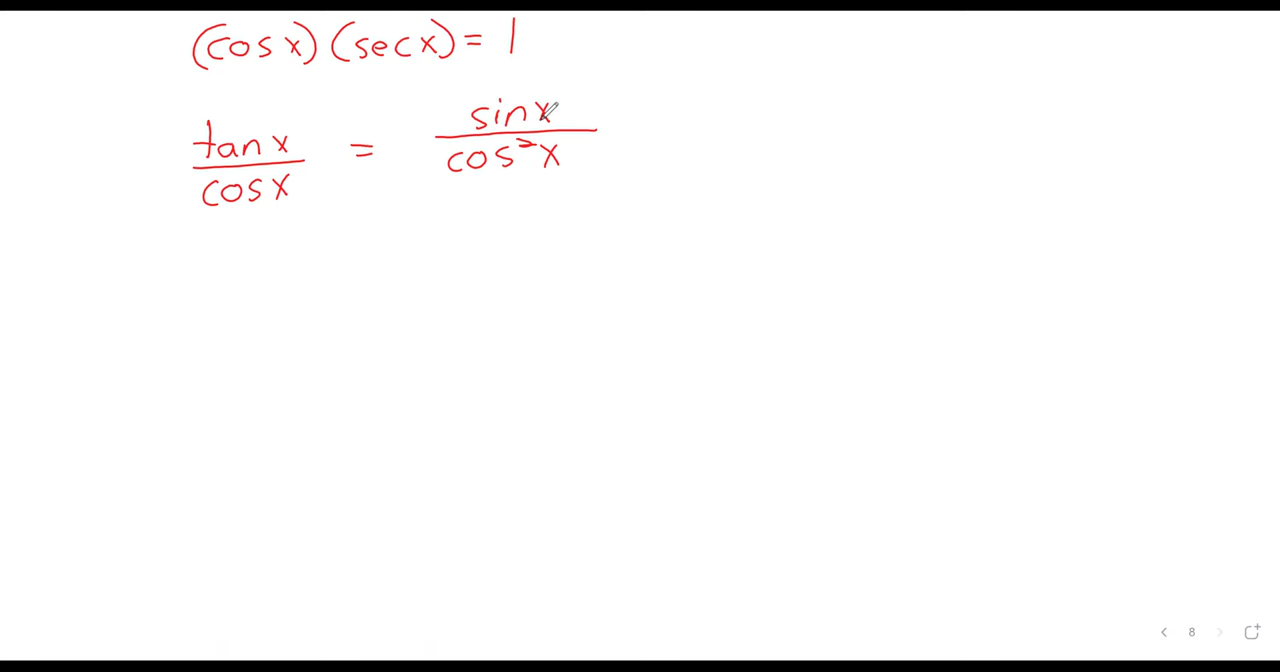 (cos x) (sec x) = 1
tan x / cos x = sin x / cos² x
8